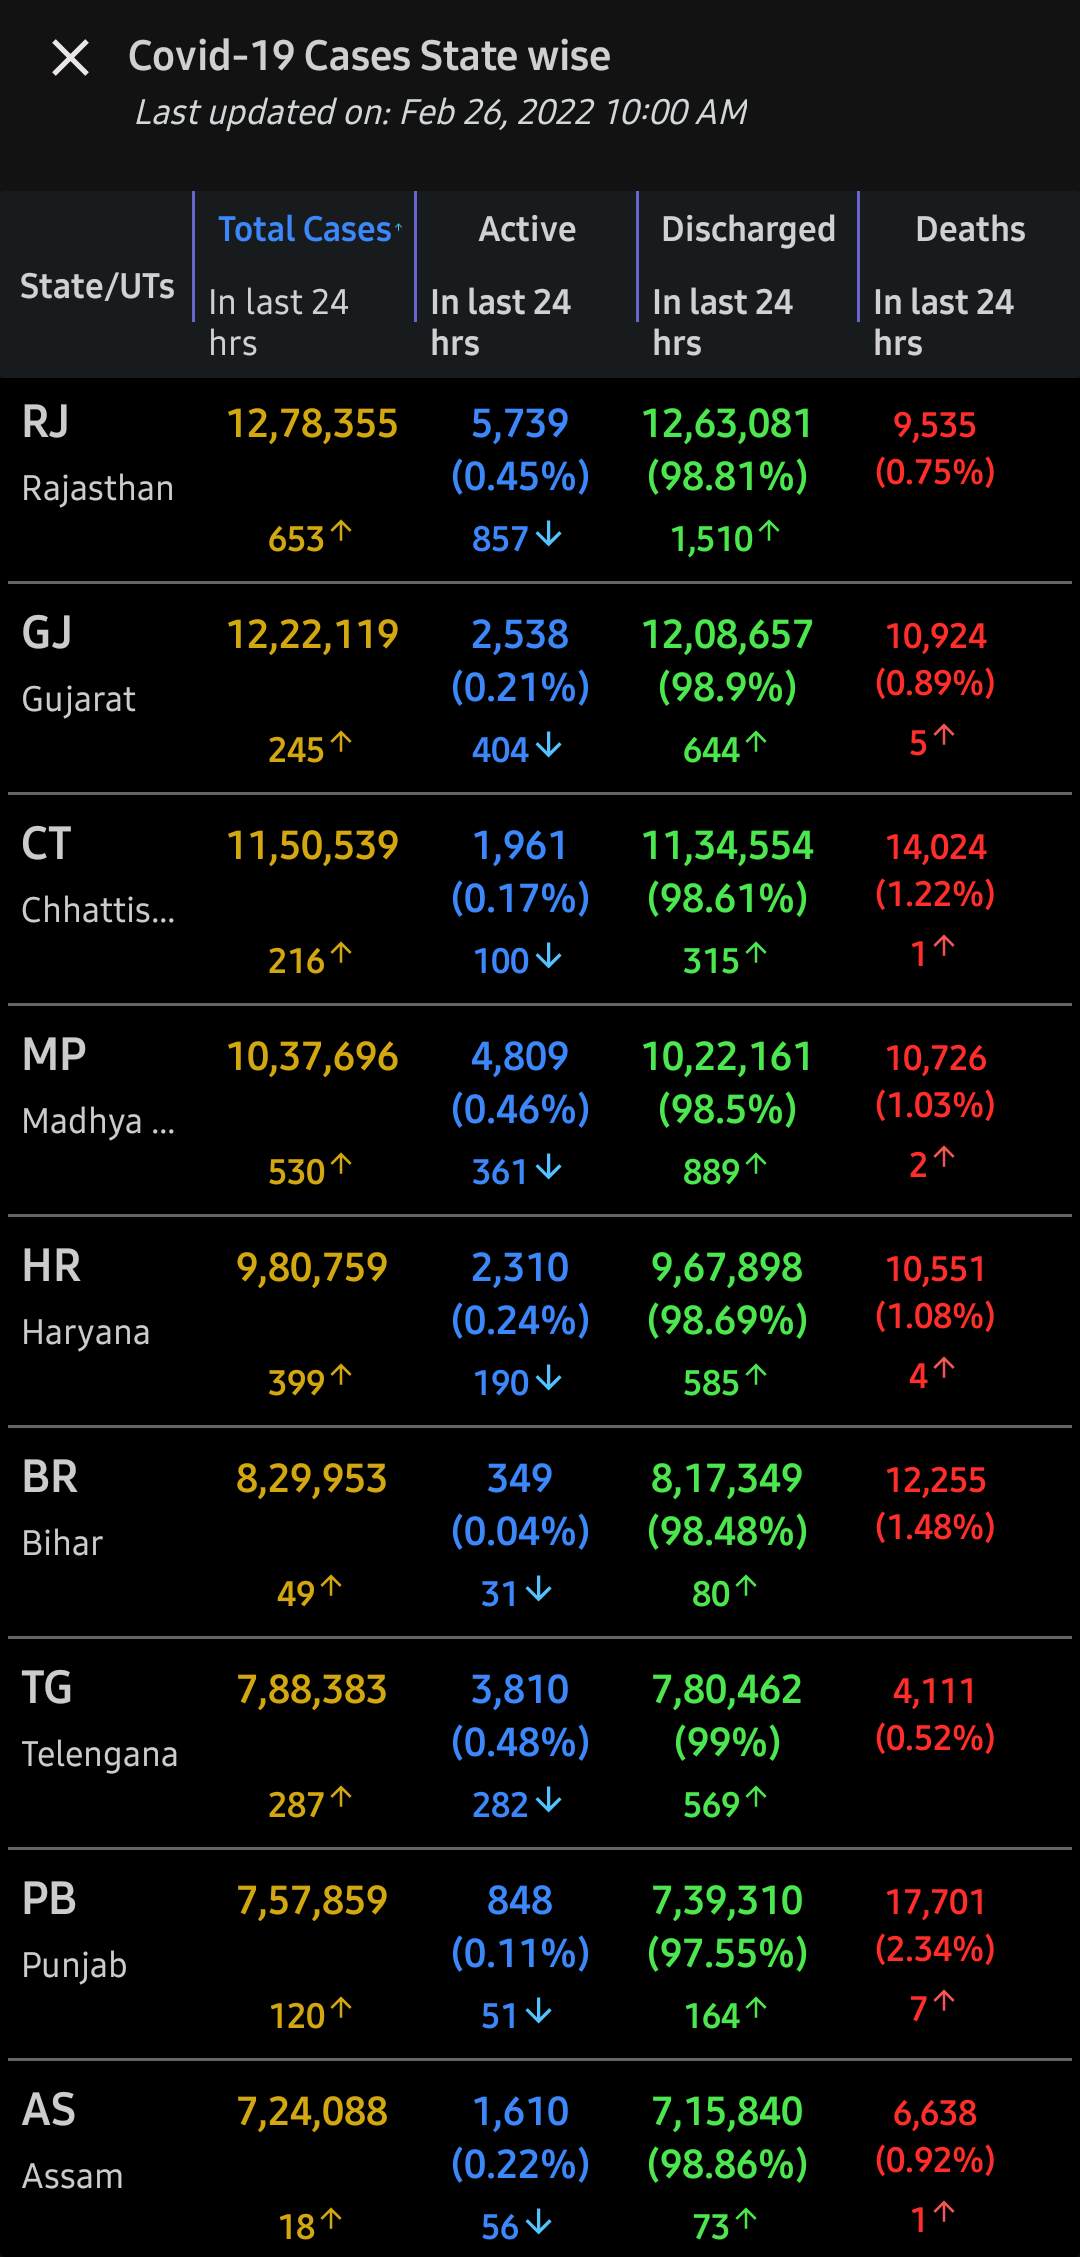 Covid-19 Cases State wise
Last updated on: Feb 26, 2022 10:00 AM
State/UTs
Total Cases↑ Active Discharged Deaths
In last 24 hrs In last 24 hrs In last 24 hrs In last 24 hrs
RJ 12,78,355 5,739 12,63,081 9,535
Rajasthan (0.45%) (98.81%) (0.75%)
653↑ 857↓ 1,510↑
GJ 12,22,119 2,538 12,08,657 10,924
Gujarat (0.21%) (98.9%) (0.89%)
245↑ 404↓ 644↑ 5↑
CT 11,50,539 1,961 11,34,554 14,024
Chhattis... (0.17%) (98.61%) (1.22%)
216↑ 100↓ 315↑ 1↑
MP 10,37,696 4,809 10,22,161 10,726
Madhya ... (0.46%) (98.5%) (1.03%)
530↑ 361↓ 889↑ 2↑
HR 9,80,759 2,310 9,67,898 10,551
Haryana (0.24%) (98.69%) (1.08%)
399↑ 190↓ 585↑ 4↑
BR 8,29,953 349 8,17,349 12,255
Bihar (0.04%) (98.48%) (1.48%)
49↑ 31↓ 80↑
TG 7,88,383 3,810 7,80,462 4,111
Telengana (0.48%) (99%) (0.52%)
287↑ 282↓ 569↑
PB 7,57,859 848 7,39,310 17,701
Punjab (0.11%) (97.55%) (2.34%)
120↑ 51↓ 164↑ 7↑
AS 7,24,088 1,610 7,15,840 6,638
Assam (0.22%) (98.86%) (0.92%)
18↑ 56↓ 73↑ 1↑